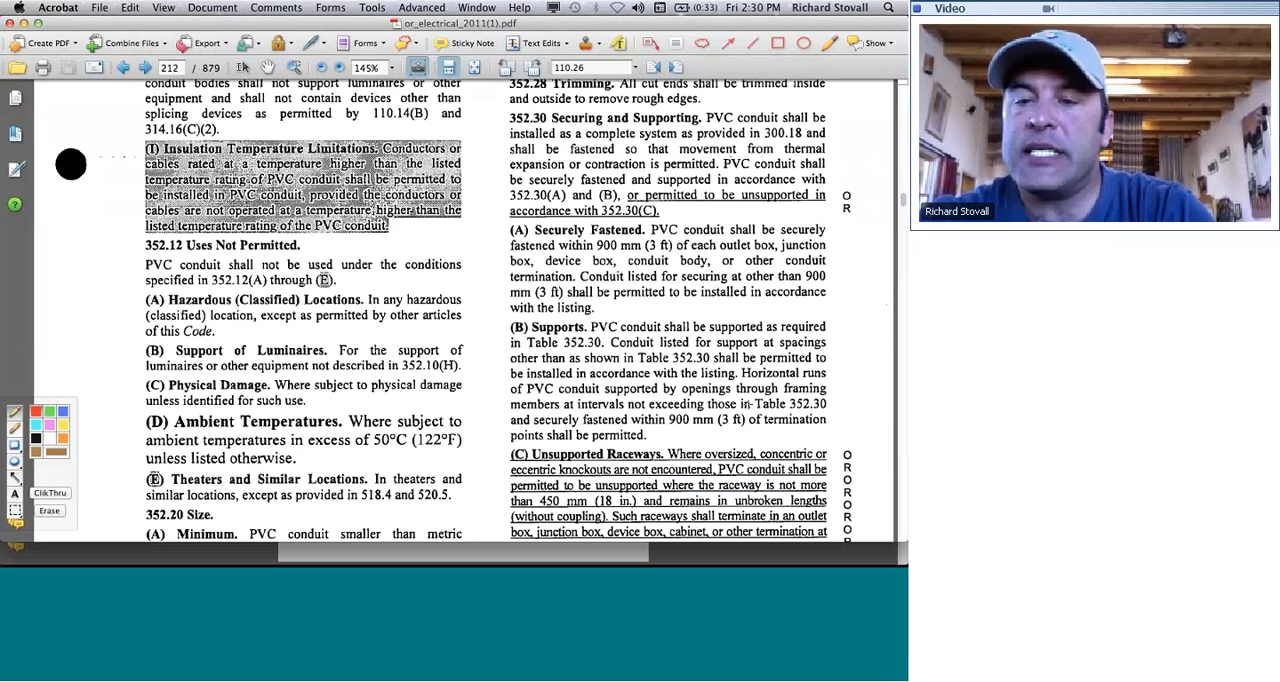 Acrobat File Edit View Document Comments Forms Tools Advanced Window Help (0:33) Fri 2:30 PM Richard Stovall
or_electrical_2011(1).pdf
Create PDF Combine Files Export Forms Sticky Note Text Edits Show
212 / 879 145% 110.26
conduit bodies shall not support luminaires or other
equipment and shall not contain devices other than
splicing devices as permitted by 110.14(B) and
314.16(C)(2).
(I) Insulation Temperature Limitations. Conductors or
cables rated at a temperature higher than the listed
temperature rating of PVC conduit shall be permitted to
be installed in PVC conduit, provided the conductors or
cables are not operated at a temperature higher than the
listed temperature rating of the PVC conduit.
352.12 Uses Not Permitted.
PVC conduit shall not be used under the conditions
specified in 352.12(A) through (E).
(A) Hazardous (Classified) Locations. In any hazardous
(classified) location, except as permitted by other articles
of this Code.
(B) Support of Luminaires. For the support of
luminaires or other equipment not described in 352.10(H).
(C) Physical Damage. Where subject to physical damage
unless identified for such use.
(D) Ambient Temperatures. Where subject to
ambient temperatures in excess of 50°C (122°F)
unless listed otherwise.
(E) Theaters and Similar Locations. In theaters and
similar locations, except as provided in 518.4 and 520.5.
352.20 Size.
(A) Minimum. PVC conduit smaller than metric
352.28 Trimming. All cut ends shall be trimmed inside
and outside to remove rough edges.
352.30 Securing and Supporting. PVC conduit shall be
installed as a complete system as provided in 300.18 and
shall be fastened so that movement from thermal
expansion or contraction is permitted. PVC conduit shall
be securely fastened and supported in accordance with
352.30(A) and (B), or permitted to be unsupported in
accordance with 352.30(C).
O
R
(A) Securely Fastened. PVC conduit shall be securely
fastened within 900 mm (3 ft) of each outlet box, junction
box, device box, conduit body, or other conduit
termination. Conduit listed for securing at other than 900
mm (3 ft) shall be permitted to be installed in accordance
with the listing.
(B) Supports. PVC conduit shall be supported as required
in Table 352.30. Conduit listed for support at spacings
other than as shown in Table 352.30 shall be permitted to
be installed in accordance with the listing. Horizontal runs
of PVC conduit supported by openings through framing
members at intervals not exceeding those in Table 352.30
and securely fastened within 900 mm (3 ft) of termination
points shall be permitted.
(C) Unsupported Raceways. Where oversized, concentric or
eccentric knockouts are not encountered, PVC conduit shall be
permitted to be unsupported where the raceway is not more
than 450 mm (18 in.) and remains in unbroken lengths
(without coupling). Such raceways shall terminate in an outlet
box, junction box, device box, cabinet, or other termination at
O
R
O
R
O
R
A
ClikThru
Erase
Video
Richard Stovall